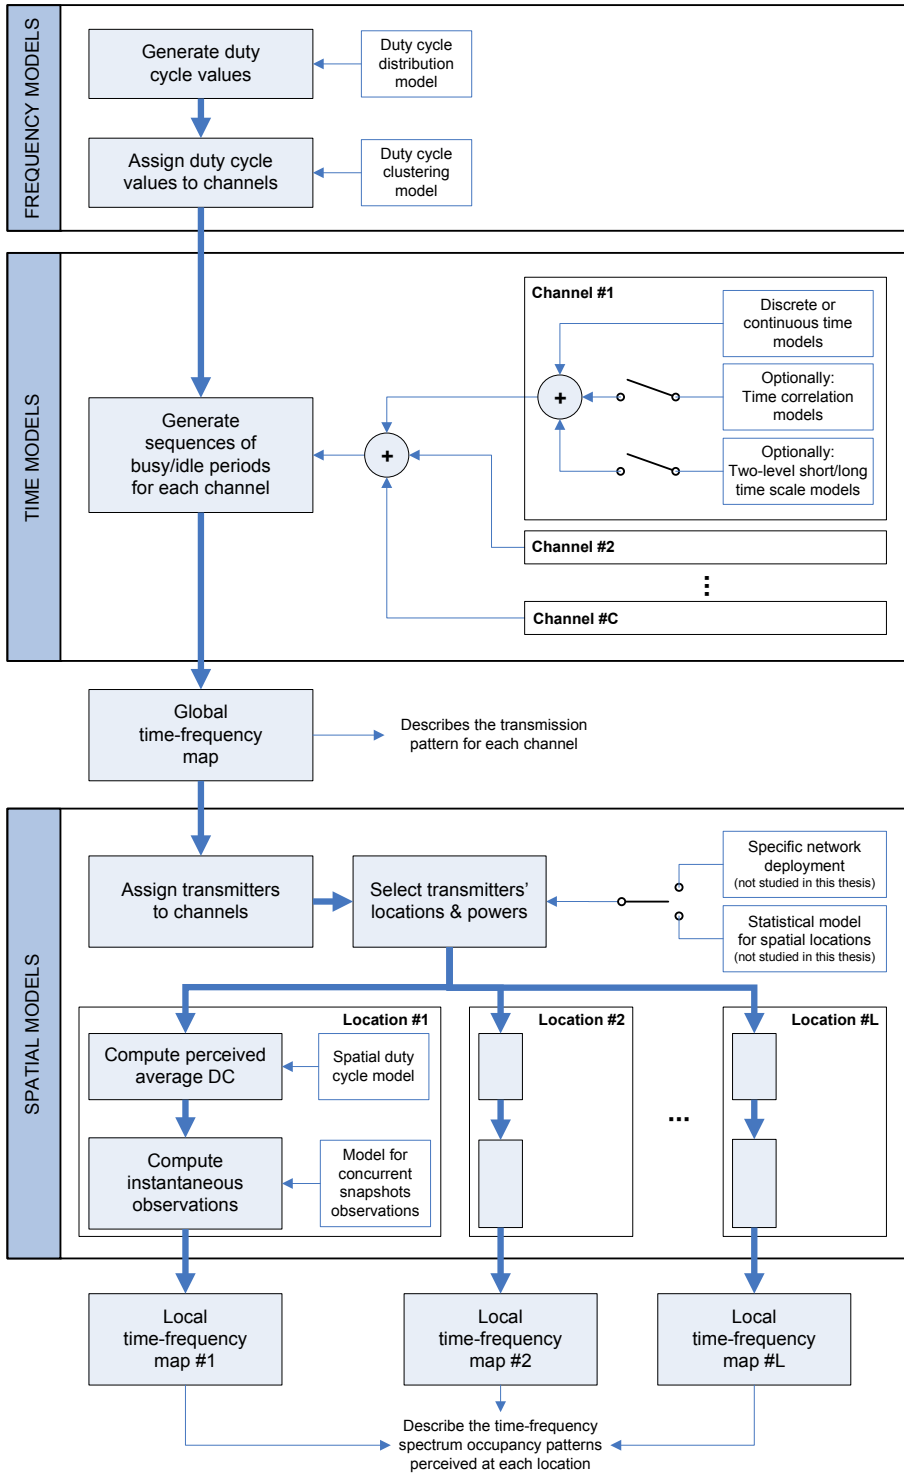 FREQUENCY MODELS
Generate duty
cycle values
Duty cycle
distribution
model
Assign duty cycle
values to channels
Duty cycle
clustering
model
TIME MODELS
Channel #1
Discrete or
continuous time
models
Optionally:
Time correlation
models
Optionally:
Two-level short/long
time scale models
+
+
Generate
sequences of
busy/idle periods
for each channel
Channel #2
...
Channel #C
Global
time-frequency
map
Describes the transmission
pattern for each channel
SPATIAL MODELS
Assign transmitters
to channels
Select transmitters'
locations & powers
Specific network
deployment
(not studied in this thesis)
Statistical model
for spatial locations
(not studied in this thesis)
Location #1
Compute perceived
average DC
Spatial duty
cycle model
Compute
instantaneous
observations
Model for
concurrent
snapshots
observations
Location #2
...
Location #L
Local
time-frequency
map #1
Local
time-frequency
map #2
Local
time-frequency
map #L
Describe the time-frequency
spectrum occupancy patterns
perceived at each location